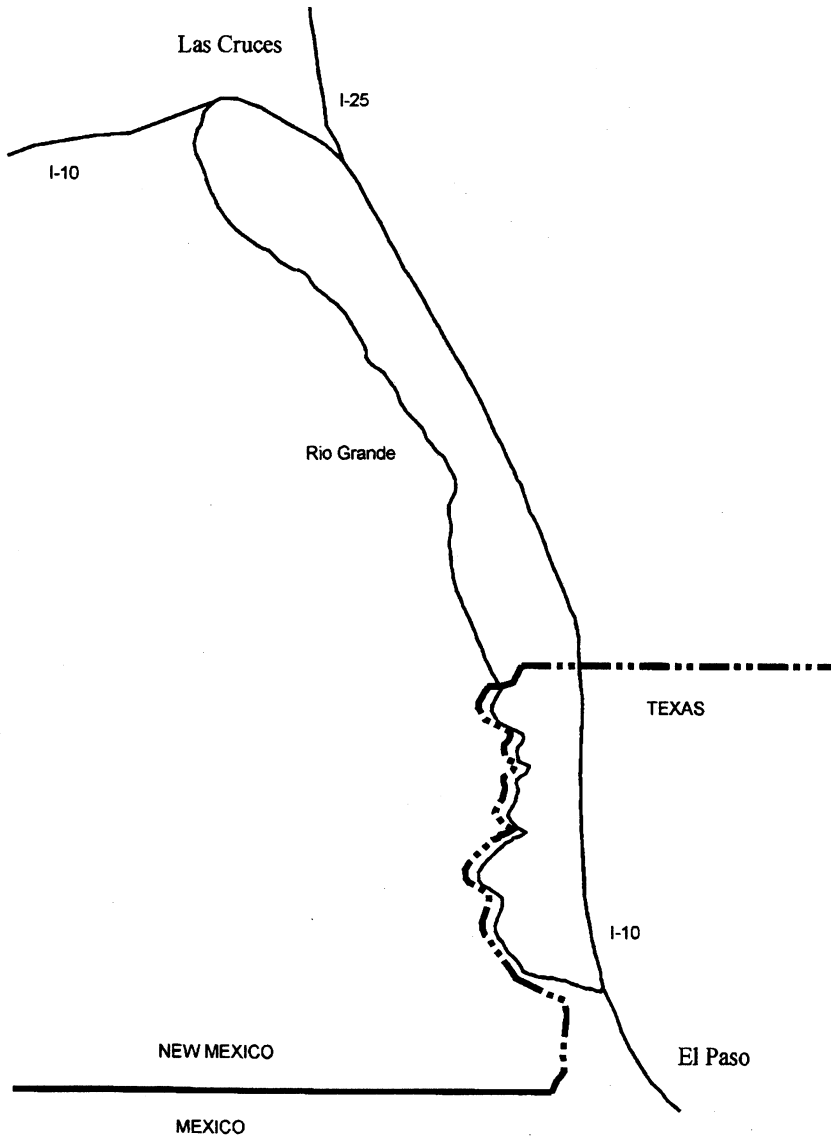 Las Cruces
I-25
I-10
Rio Grande
TEXAS
I-10
NEW MEXICO
El Paso
MEXICO